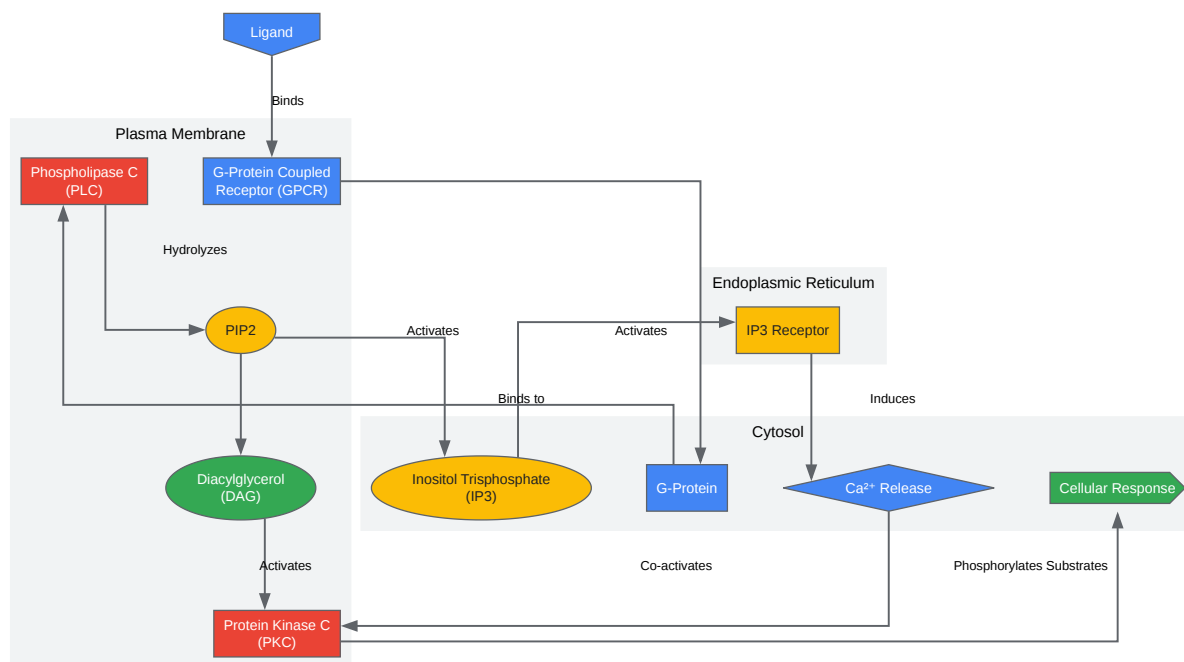 Ligand
Binds
Plasma Membrane
Phospholipase C
(PLC)
G-Protein Coupled
Receptor (GPCR)
Hydrolyzes
Endoplasmic Reticulum
PIP2
Activates
Activates
IP3 Receptor
Binds to
Induces
Cytosol
Diacylglycerol
(DAG)
Inositol Trisphosphate
(IP3)
G-Protein
Ca²⁺ Release
Cellular Response
Activates
Co-activates
Phosphorylates Substrates
Protein Kinase C
(PKC)